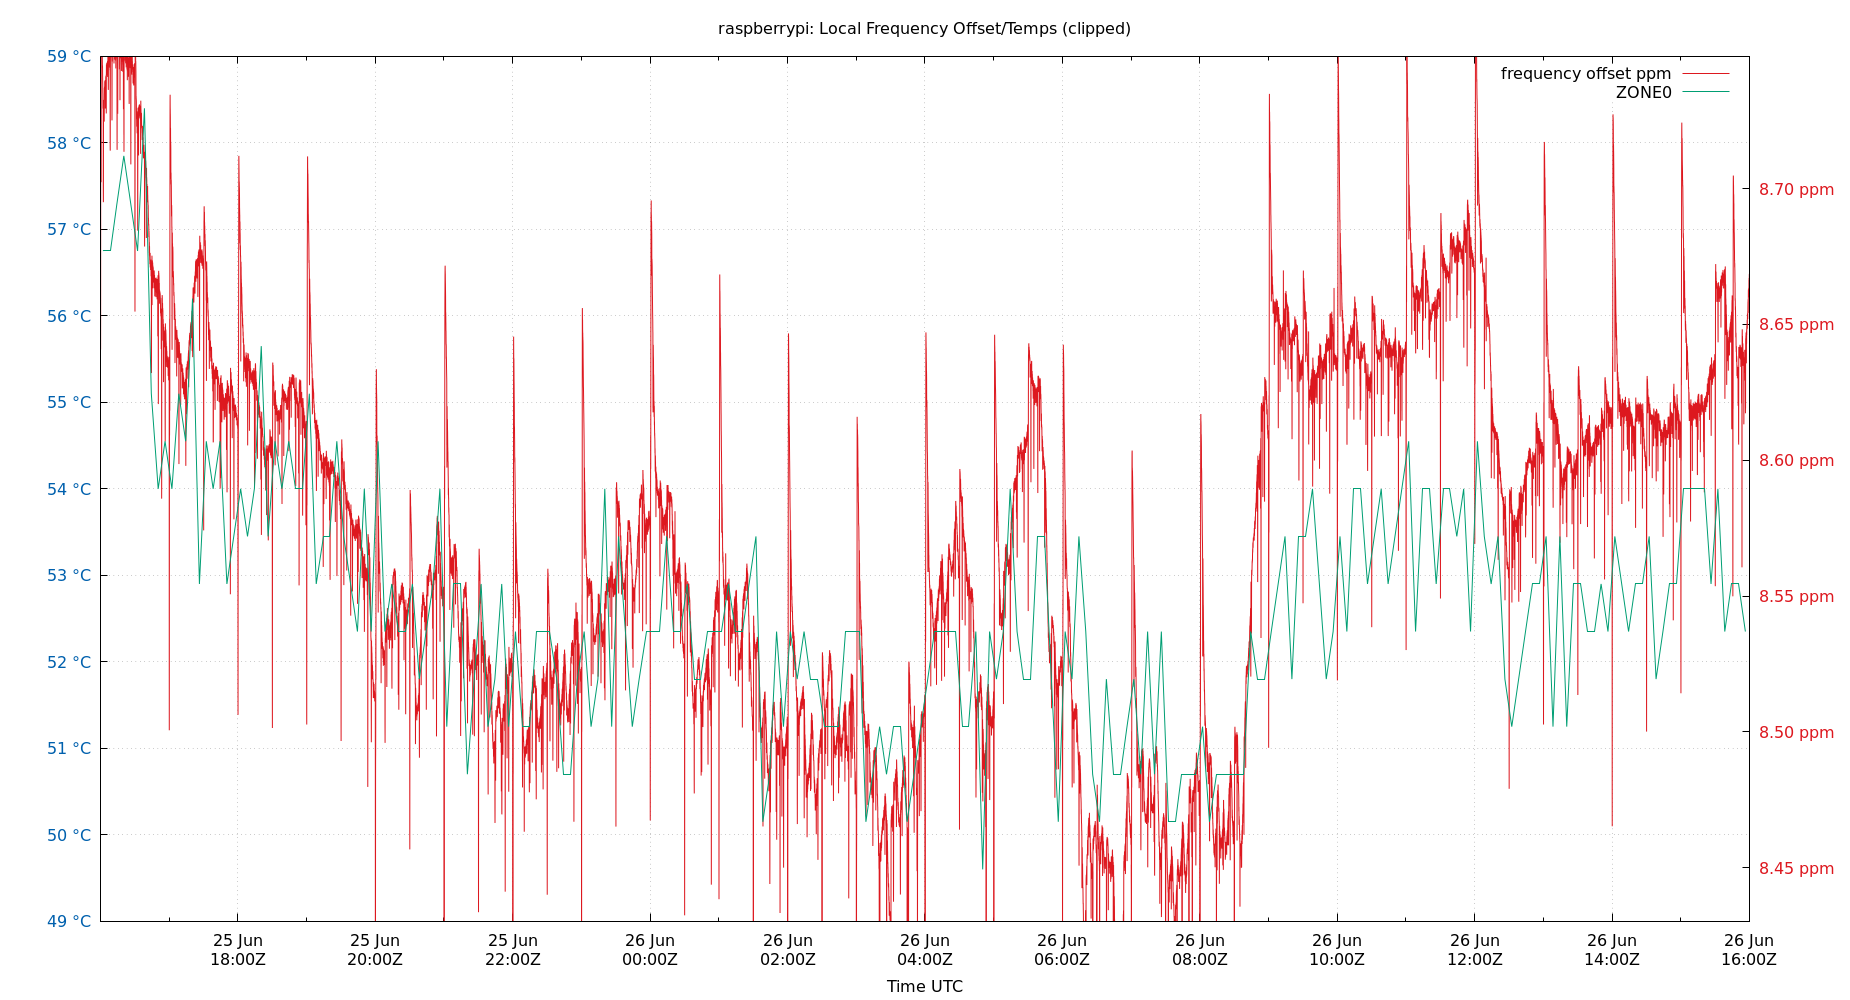 raspberrypi: Local Frequency Offset/Temps (clipped)
frequency offset ppm
ZONE0
59 °C
58 °C
57 °C
56 °C
55 °C
54 °C
53 °C
52 °C
51 °C
50 °C
49 °C
8.70 ppm
8.65 ppm
8.60 ppm
8.55 ppm
8.50 ppm
8.45 ppm
25 Jun
18:00Z
25 Jun
20:00Z
25 Jun
22:00Z
26 Jun
00:00Z
26 Jun
02:00Z
26 Jun
04:00Z
26 Jun
06:00Z
26 Jun
08:00Z
26 Jun
10:00Z
26 Jun
12:00Z
26 Jun
14:00Z
26 Jun
16:00Z
Time UTC